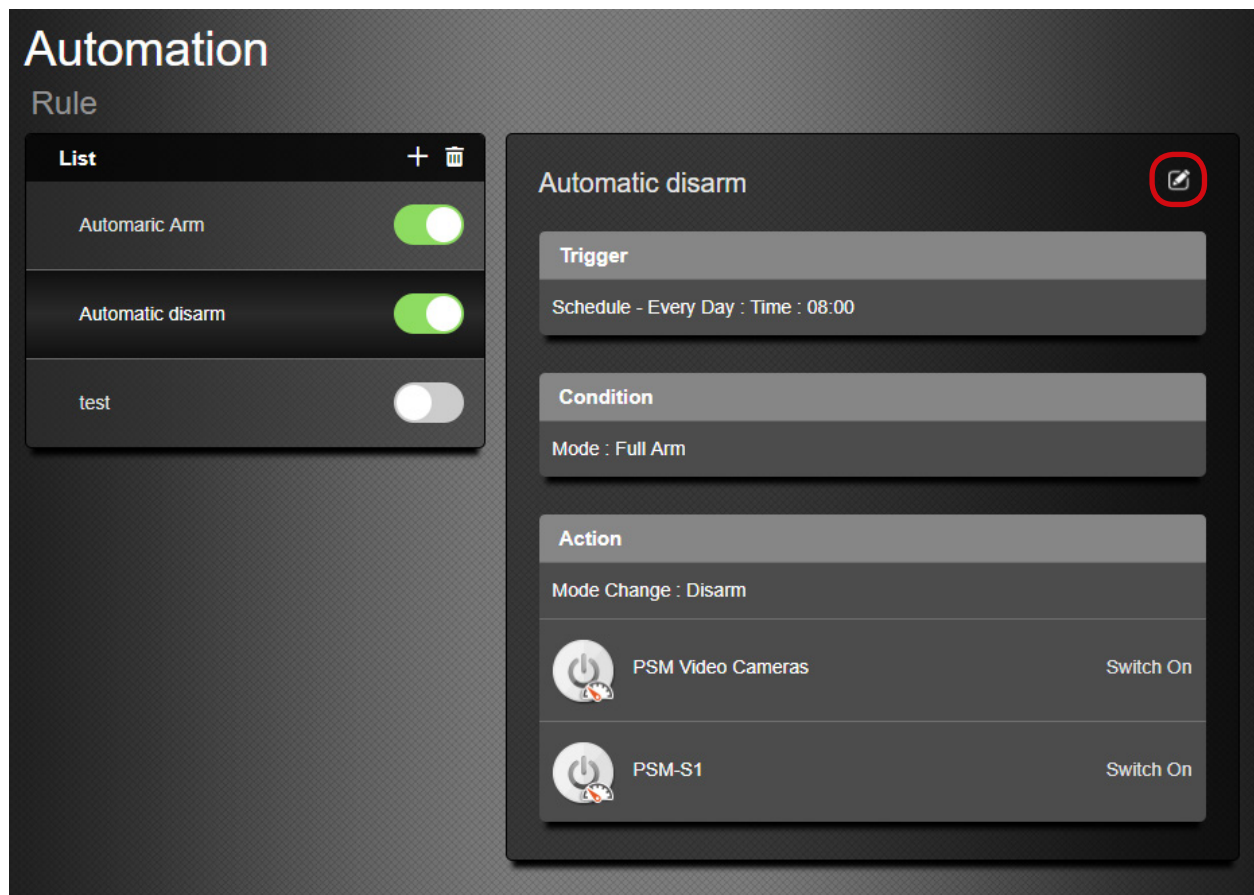 Automation
Rule
List
Automaric Arm
Automatic disarm
test
Automatic disarm
Trigger
Schedule - Every Day : Time : 08:00
Condition
Mode : Full Arm
Action
Mode Change : Disarm
PSM Video Cameras Switch On
PSM-S1 Switch On